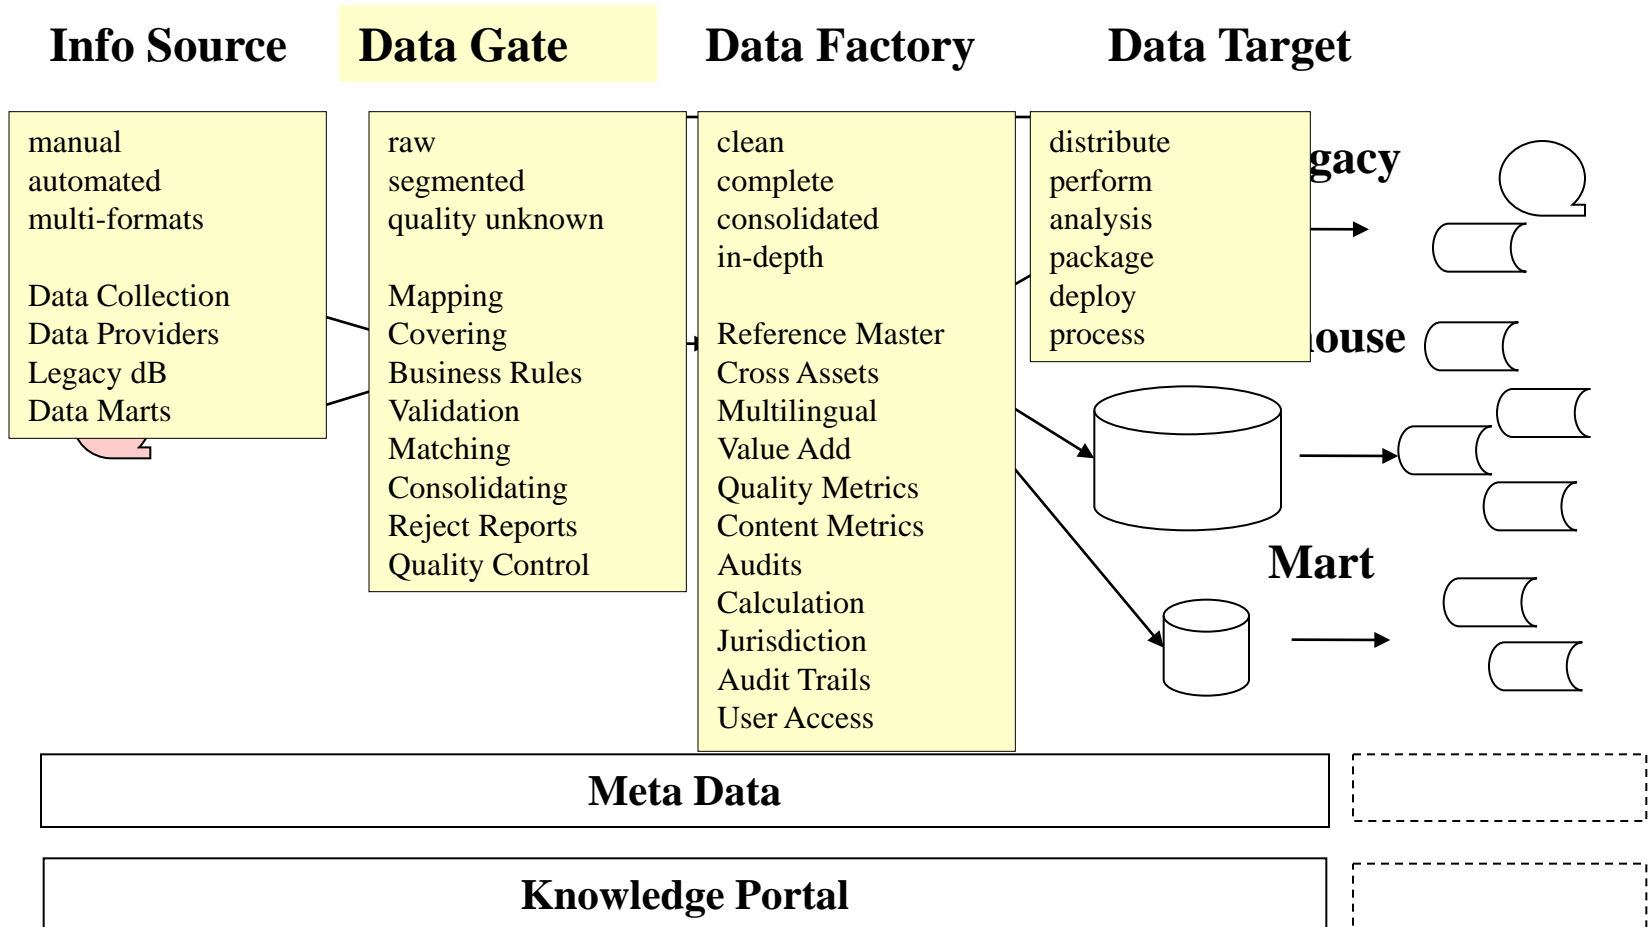 Info Source
Data Gate
Data Factory
Data Target
manual
automated
multi-formats
Data Collection
Data Providers
Legacy dB
Data Marts
raw
segmented
quality unknown
Mapping
Covering
Business Rules
Validation
Matching
Consolidating
Reject Reports
Quality Control
clean
complete
consolidated
in-depth
Reference Master
Cross Assets
Multilingual
Value Add
Quality Metrics
Content Metrics
Audits
Calculation
Jurisdiction
Audit Trails
User Access
distribute
perform
analysis
package
deploy
process
Mart
Meta Data
Knowledge Portal